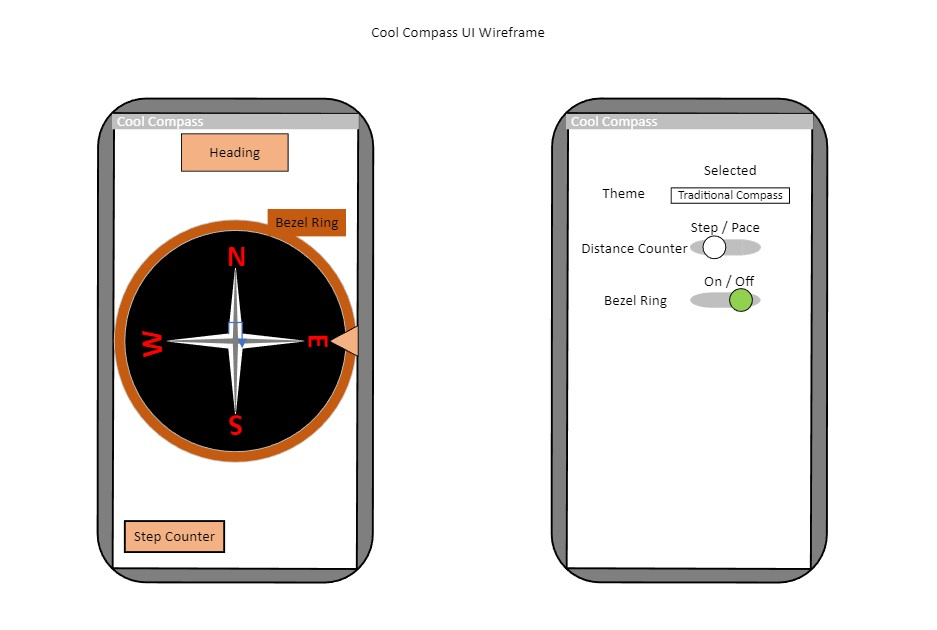 Cool Compass UI Wireframe
Cool Compass
Heading
Bezel Ring
N
W
E
S
Step Counter
Cool Compass
Selected
Theme
Traditional Compass
Step / Pace
Distance Counter
On / Off
Bezel Ring